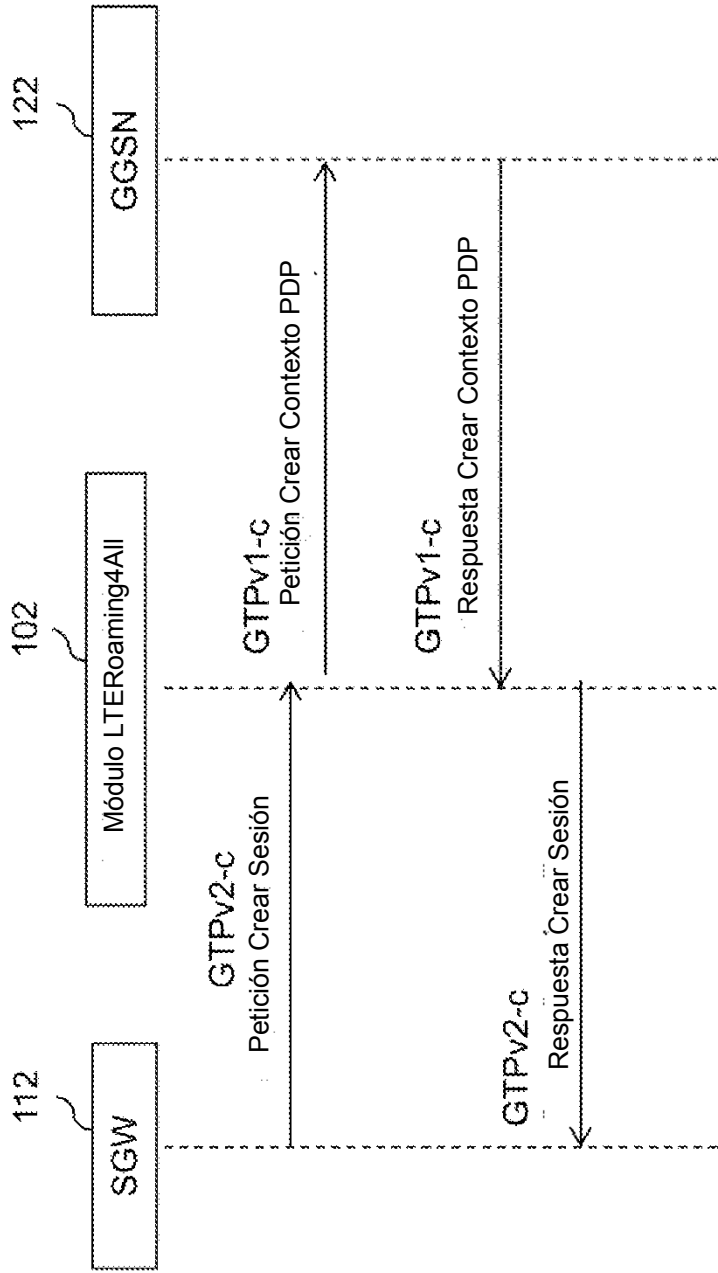 112
SGW
102
Módulo LTERoaming4All
122
GGSN
GTPv2-c
Petición Crear Sesión
GTPv1-c
Petición Crear Contexto PDP
GTPv1-c
Respuesta Crear Contexto PDP
GTPv2-c
Respuesta Crear Sesión